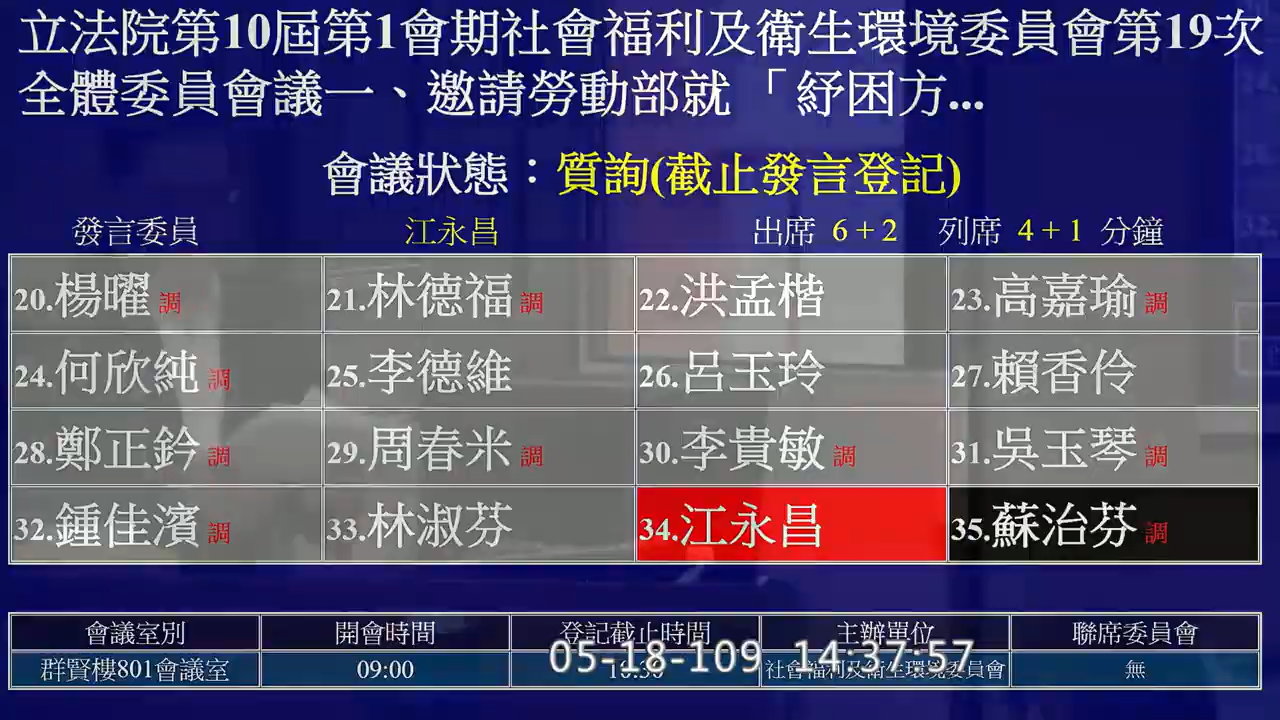 立法院第10屆第1會期社會福利及衛生環境委員會第19次
全體委員會議一、邀請勞動部就「紓困方...
會議狀態：質詢(截止發言登記)
發言委員 江永昌 出席 6+2 列席 4+1 分鐘
20.楊曜 調 21.林德福 調 22.洪孟楷 23.高嘉瑜 調
24.何欣純 調 25.李德維 26.呂玉玲 27.賴香伶
28.鄭正鈐 調 29.周春米 調 30.李貴敏 調 31.吳玉琴 調
32.鍾佳濱 調 33.林淑芬 34.江永昌 35.蘇治芬 調
會議室別 開會時間 登記截止時間 主辦單位 聯席委員會
05-18-109 14:37:57
群賢樓801會議室 09:00 10:30 社會福利及衛生環境委員會 無